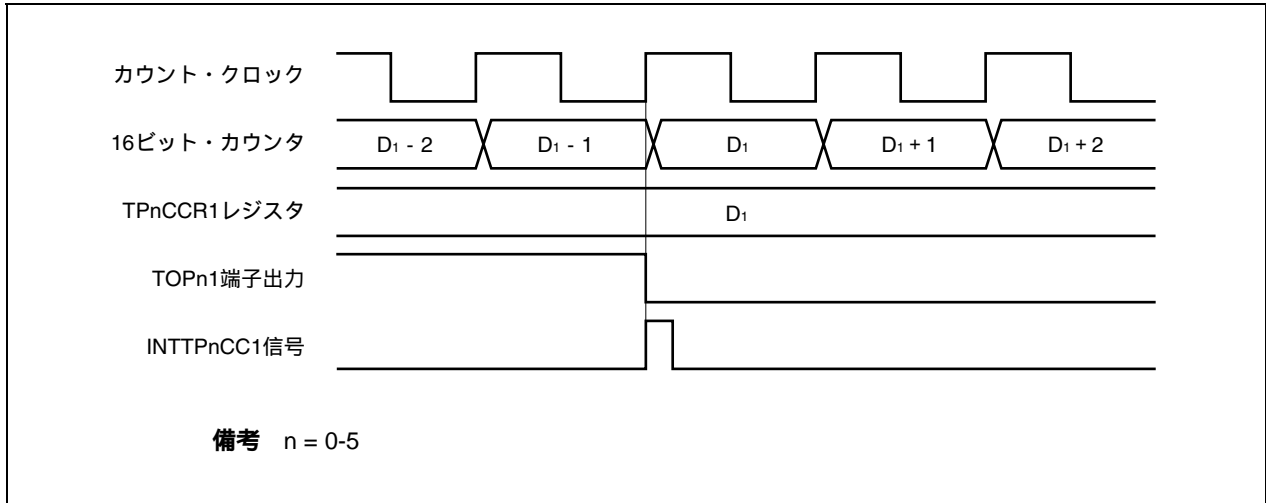 カウント・クロック
16ビット・カウンタ D1 - 2 D1 - 1 D1 D1 + 1 D1 + 2
TPnCCR1レジスタ D1
TOPn1端子出力
INTTPnCC1信号
備考 n = 0-5